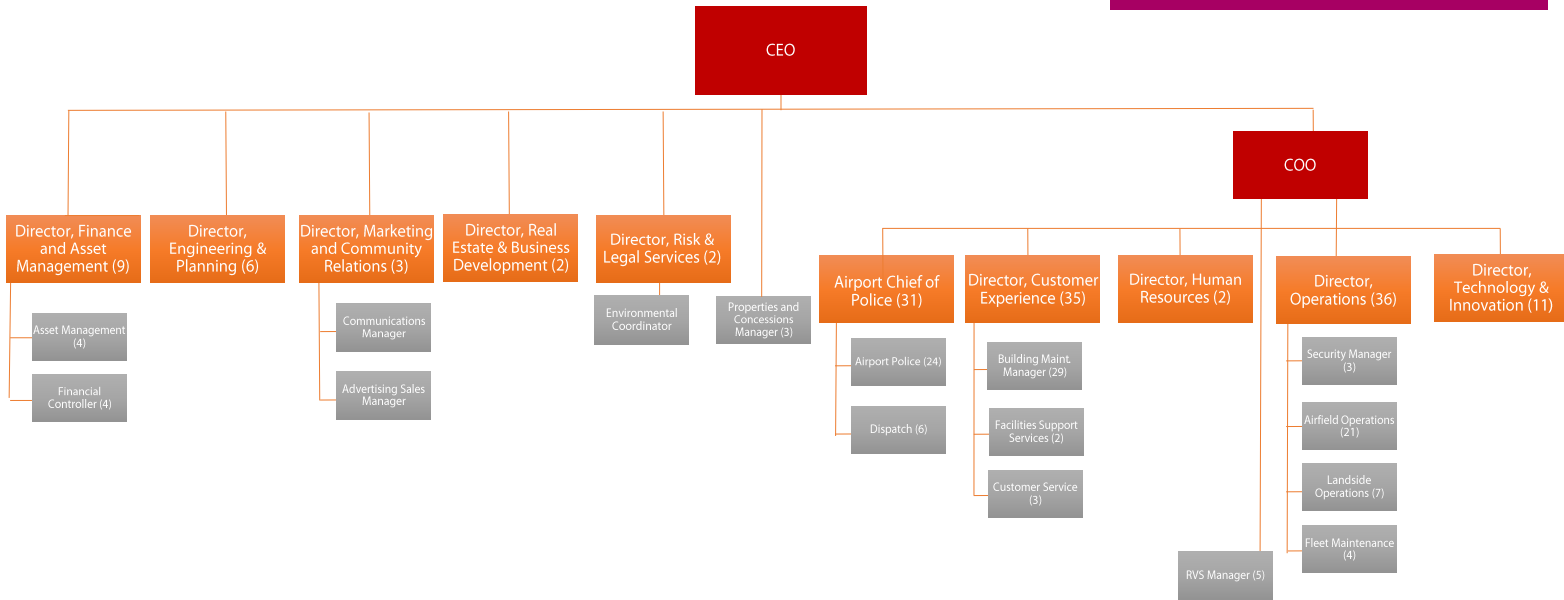 CEO
COO
Director, Finance
and Asset
Management (9)
Director,
Engineering &
Planning (6)
Director, Marketing
and Community
Relations (3)
Director, Real
Estate & Business
Development (2)
Director, Risk &
Legal Services (2)
Airport Chief of
Police (31)
Director, Customer
Experience (35)
Director, Human
Resources (2)
Director,
Operations (36)
Director,
Technology &
Innovation (11)
Asset Management
(4)
Financial
Controller (4)
Communications
Manager
Advertising Sales
Manager
Environmental
Coordinator
Properties and
Concessions
Manager (3)
Airport Police (24)
Dispatch (6)
Building Maint.
Manager (29)
Facilities Support
Services (2)
Customer Service
(3)
RVS Manager (5)
Security Manager
(3)
Airfield Operations
(21)
Landside
Operations (7)
Fleet Maintenance
(4)